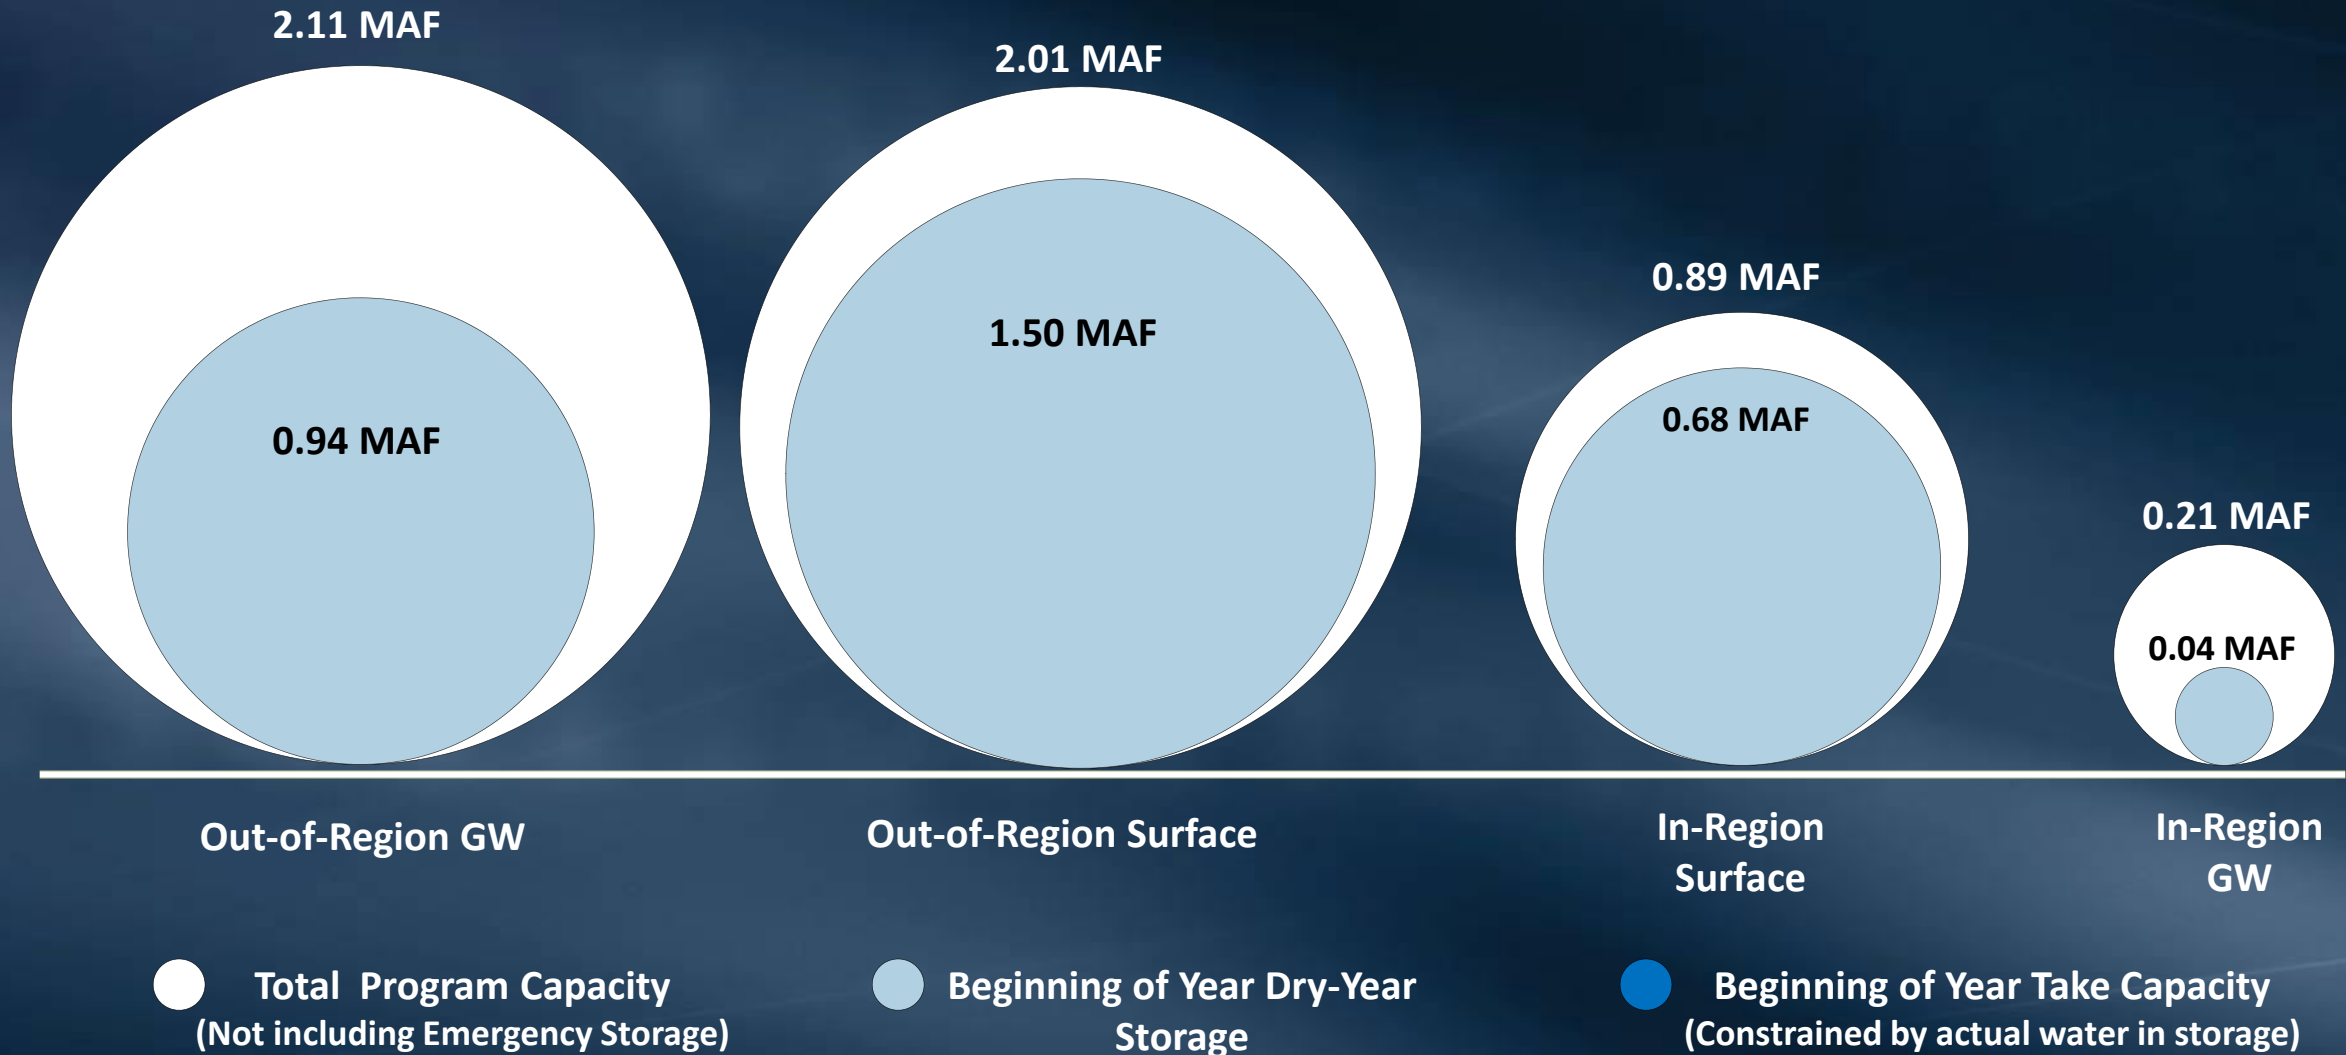 2.11 MAF
2.01 MAF
0.89 MAF
0.21 MAF
0.94 MAF
1.50 MAF
0.68 MAF
0.04 MAF
Out-of-Region GW
Out-of-Region Surface
In-Region
Surface
In-Region
GW
Total Program Capacity
(Not including Emergency Storage)
Beginning of Year Dry-Year
Storage
Beginning of Year Take Capacity
(Constrained by actual water in storage)